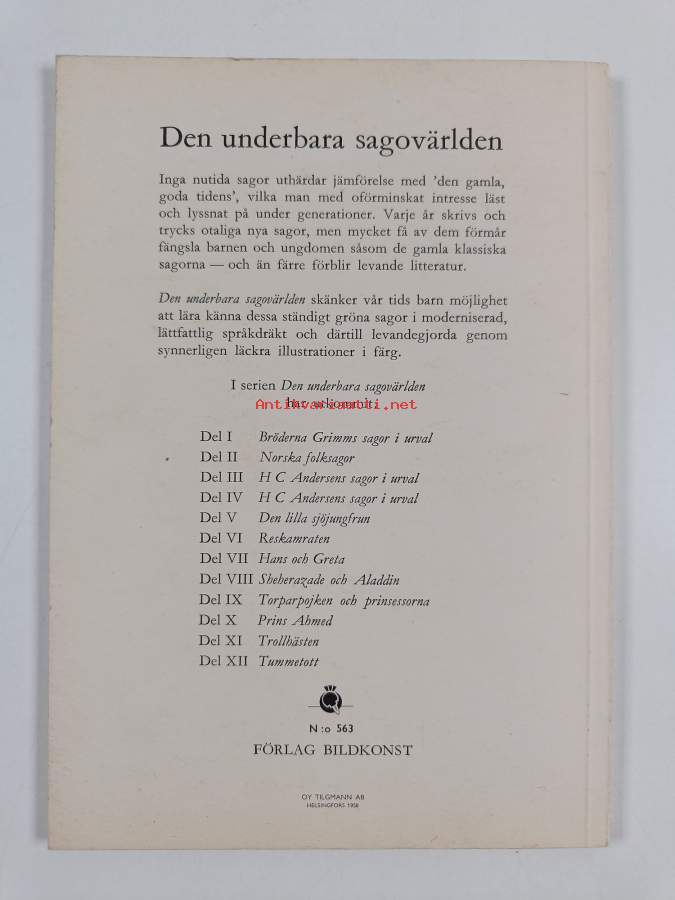 Den underbara sagovärlden
Inga nutida sagor uthärdar jämförelse med 'den gamla,
goda tidens', vilka man med oförminskat intresse läst
och lyssnat på under generationer. Varje år skrivs och
trycks otaliga nya sagor, men mycket få av dem förmår
fängsla barnen och ungdomen såsom de gamla klassiska
sagorna — och än färre förblir levande litteratur.
Den underbara sagovärlden skänker vår tids barn möjlighet
att lära känna dessa ständigt gröna sagor i moderniserad,
lättfattlig språkdräkt och därtill levandegjorda genom
synnerligen läckra illustrationer i färg.
I serien Den underbara sagovärlden
har utkommit:
Antikvariaatti.net
Del I Bröderna Grimms sagor i urval
Del II Norska folksagor
Del III H C Andersens sagor i urval
Del IV H C Andersens sagor i urval
Del V Den lilla sjöjungfrun
Del VI Reskamraten
Del VII Hans och Greta
Del VIII Sheherazade och Aladdin
Del IX Torparpojken och prinsessorna
Del X Prins Ahmed
Del XI Trollhästen
Del XII Tummetott
N:o 563
FÖRLAG BILDKONST
OY TILGMANN AB
HELSINGFORS 1958